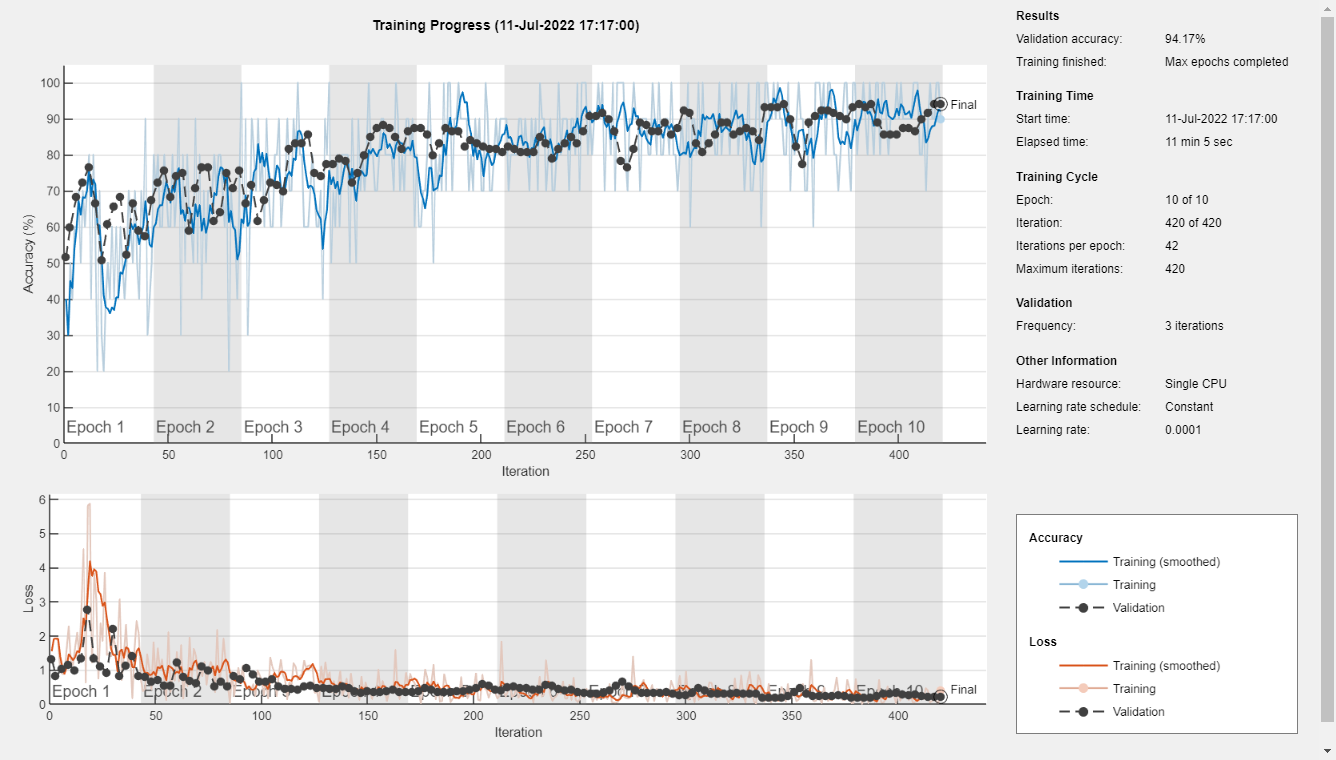 Training Progress (11-Jul-2022 17:17:00)
100
90
80
70
60
50
40
30
20
10
0
Accuracy (%)
Final
Epoch 1 Epoch 2 Epoch 3 Epoch 4 Epoch 5 Epoch 6 Epoch 7 Epoch 8 Epoch 9 Epoch 10
0 50 100 150 200 250 300 350 400
Iteration
6
5
4
3
2
1
0
Loss
Final
Epoch 1 Epoch 2
0 50 100 150 200 250 300 350 400
Iteration
Results
Validation accuracy: 94.17%
Training finished: Max epochs completed
Training Time
Start time: 11-Jul-2022 17:17:00
Elapsed time: 11 min 5 sec
Training Cycle
Epoch: 10 of 10
Iteration: 420 of 420
Iterations per epoch: 42
Maximum iterations: 420
Validation
Frequency: 3 iterations
Other Information
Hardware resource: Single CPU
Learning rate schedule: Constant
Learning rate: 0.0001
Accuracy
Training (smoothed)
Training
Validation
Loss
Training (smoothed)
Training
Validation